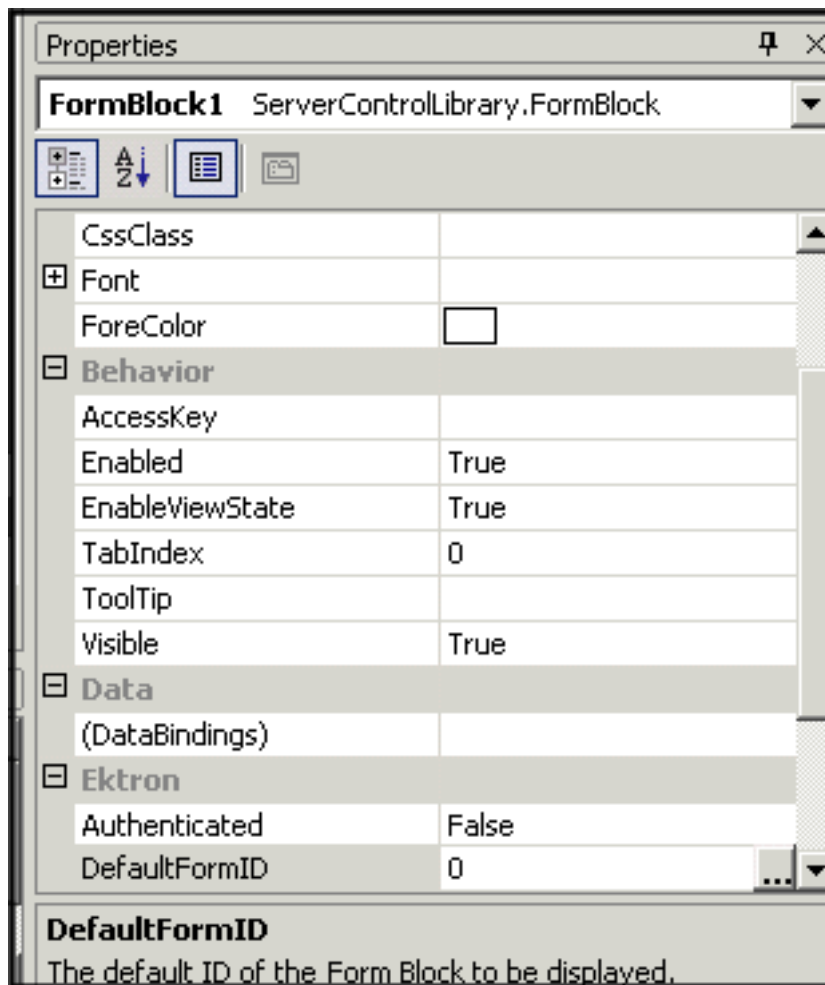 Properties
FormBlock1 ServerControlLibrary.FormBlock
CssClass
Font
ForeColor
Behavior
AccessKey
Enabled True
EnableViewState True
TabIndex 0
ToolTip
Visible True
Data
(DataBindings)
Ektron
Authenticated False
DefaultFormID 0 ...
DefaultFormID
The default ID of the Form Block to be displayed.